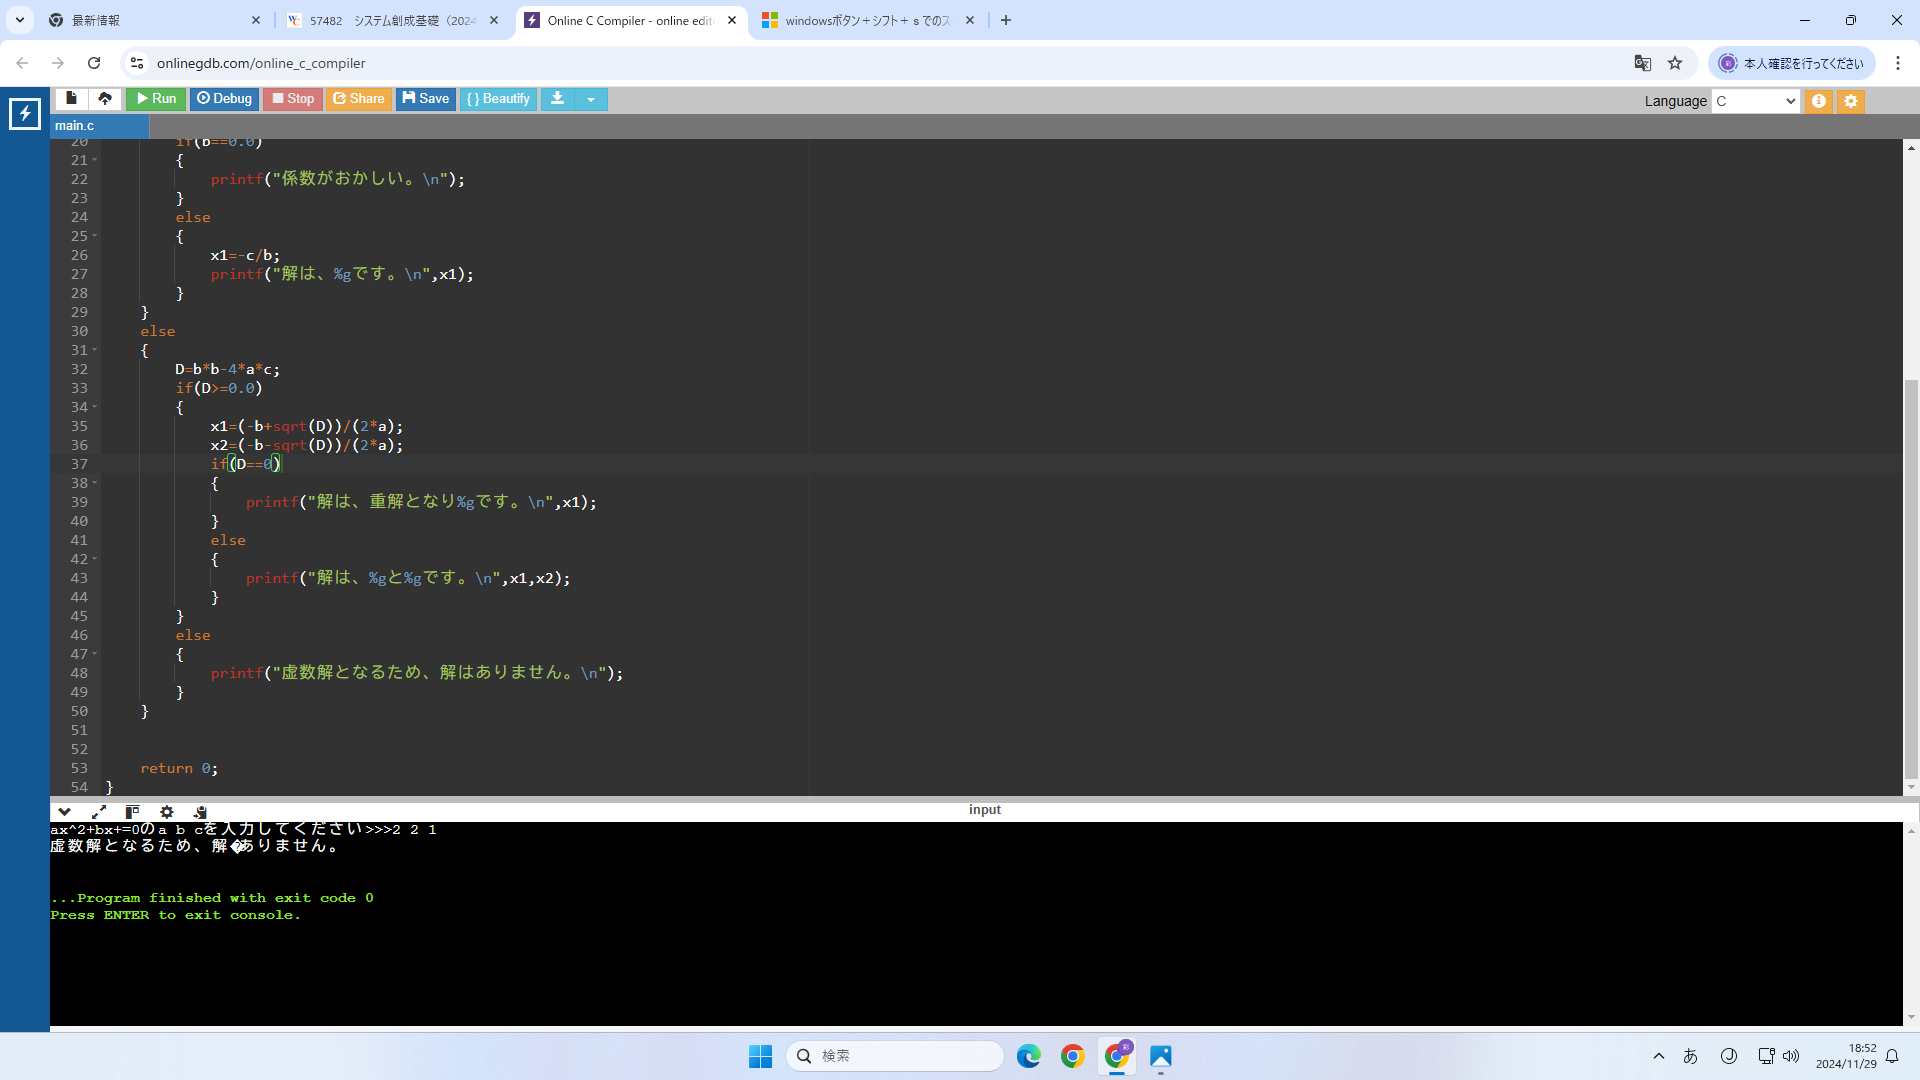 最新情報
57482 システム創成基礎（2024
Online C Compiler - online edit
windowsボタン＋シフト＋ｓでのス
onlinegdb.com/online_c_compiler
本人確認を行ってください
Run
Debug
Stop
Share
Save
{ } Beautify
Language
C
main.c
20 if(b==0.0)
21 {
22 printf("係数がおかしい。\n");
23 }
24 else
25 {
26 x1=-c/b;
27 printf("解は、%gです。\n",x1);
28 }
29 }
30 else
31 {
32 D=b*b-4*a*c;
33 if(D>=0.0)
34 {
35 x1=(-b+sqrt(D))/(2*a);
36 x2=(-b-sqrt(D))/(2*a);
37 if(D==0)
38 {
39 printf("解は、重解となり%gです。\n",x1);
40 }
41 else
42 {
43 printf("解は、%gと%gです。\n",x1,x2);
44 }
45 }
46 else
47 {
48 printf("虚数解となるため、解はありません。\n");
49 }
50 }
51
52
53 return 0;
54 }
input
ax^2+bx+=0のa b cを入力してください>>>2 2 1
虚数解となるため、解�ありません。
...Program finished with exit code 0
Press ENTER to exit console.
検索
あ
18:52
2024/11/29